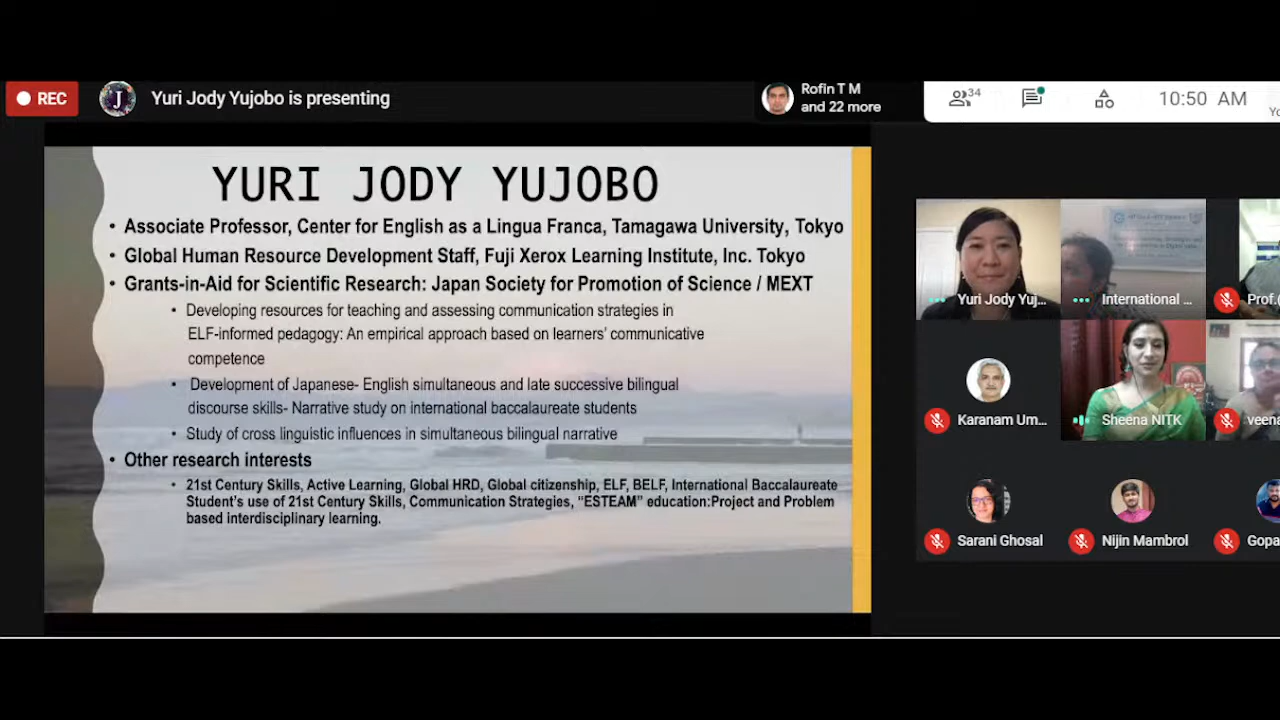 REC
Yuri Jody Yujobo is presenting
Rofin T M
and 22 more
34
10:50 AM
YURI JODY YUJOBO
• Associate Professor, Center for English as a Lingua Franca, Tamagawa University, Tokyo
• Global Human Resource Development Staff, Fuji Xerox Learning Institute, Inc. Tokyo
• Grants-in-Aid for Scientific Research: Japan Society for Promotion of Science / MEXT
• Developing resources for teaching and assessing communication strategies in
ELF-informed pedagogy: An empirical approach based on learners’ communicative
competence
• Development of Japanese- English simultaneous and late successive bilingual
discourse skills- Narrative study on international baccalaureate students
• Study of cross linguistic influences in simultaneous bilingual narrative
• Other research interests
• 21st Century Skills, Active Learning, Global HRD, Global citizenship, ELF, BELF, International Baccalaureate
Student’s use of 21st Century Skills, Communication Strategies, “ESTEAM” education:Project and Problem
based interdisciplinary learning.
Yuri Jody Yuj...
International ...
Prof.(
Karanam Um...
Sheena NITK
veena
Sarani Ghosal
Nijin Mambrol
Gopa